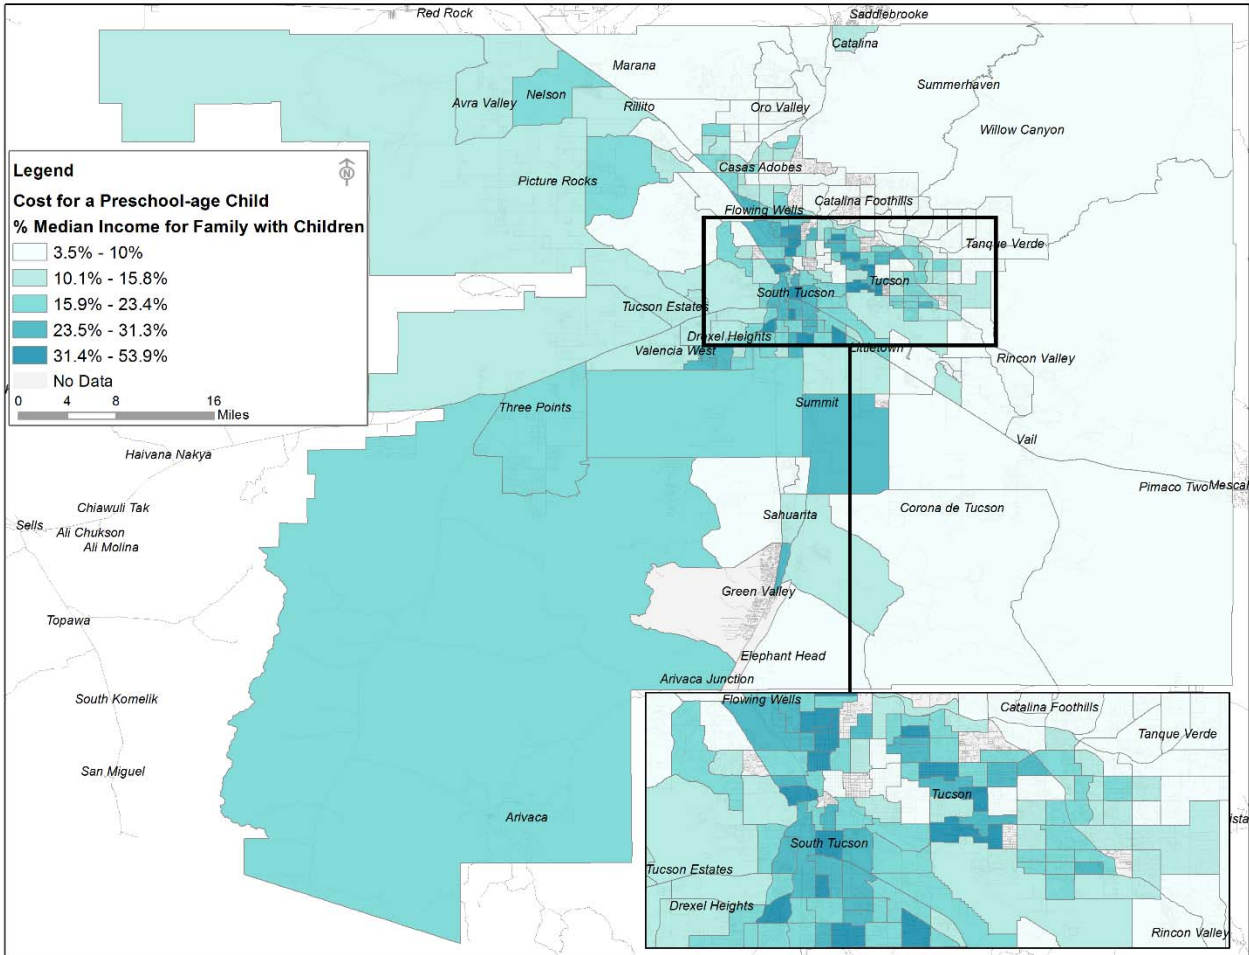 Red Rock
Saddlebrooke
Catalina
Marana
Summerhaven
Nelson
Avra Valley
Rillito
Oro Valley
Willow Canyon
Legend
N
Cost for a Preschool-age Child
% Median Income for Family with Children
3.5% - 10%
10.1% - 15.8%
15.9% - 23.4%
23.5% - 31.3%
31.4% - 53.9%
No Data
0 4 8 16
Miles
Casas Adobes
Picture Rocks
Catalina Foothills
Flowing Wells
Tanque Verde
Tucson
South Tucson
Tucson Estates
Drexel Heights
Valencia West
Littletown
Rincon Valley
Three Points
Summit
Vail
Haivana Nakya
Pimaco Two
Mescal
Chiawuli Tak
Corona de Tucson
Sahuarita
Sells
Ali Chukson
Ali Molina
Green Valley
Topawa
Elephant Head
Arivaca Junction
South Komelik
San Miguel
Arivaca
Flowing Wells
Catalina Foothills
Tanque Verde
Tucson
ista
South Tucson
Tucson Estates
Drexel Heights
Rincon Valley